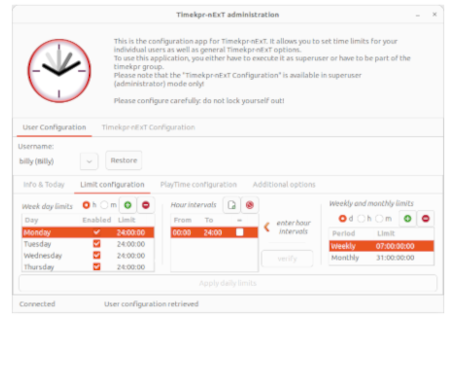 Timekpr-nExT administration
This is the configuration app for Timekpr-nExT. It allows you to set time limits for your
individual users as well as general Timekpr-nExT options.
To use this application, you either have to execute it as superuser or have to be part of the
timekpr group.
Please note that the "Timekpr-nExT Configuration" is available in superuser
(administrator) mode only!
Please configure carefully: do not lock yourself out!
User Configuration Timekpr-nExT Configuration
Username:
billy (Billy) Restore
Info & Today Limit configuration PlayTime configuration Additional options
Week day limits h m Hour intervals Weekly and monthly limits
d h m
Day Enabled Limit From To ~ enter hour intervals Period Limit
Monday 24:00:00 00:00 24:00 Weekly 07:00:00:00
Tuesday 24:00:00 verify Monthly 31:00:00:00
Wednesday 24:00:00
Thursday 24:00:00
Apply daily limits
Connected User configuration retrieved